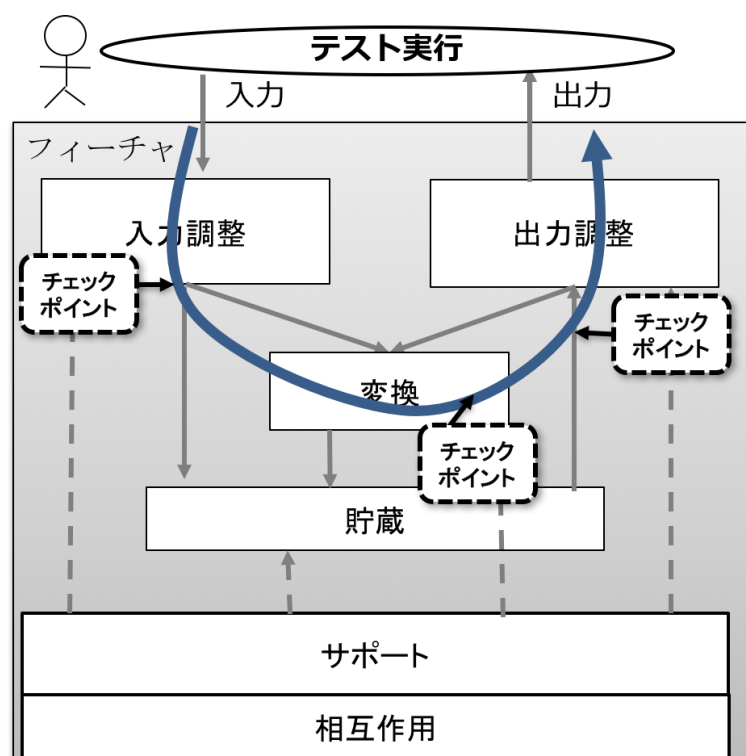 テスト実行
入力
出力
フィーチャ
入力調整
出力調整
チェック
ポイント
チェック
ポイント
変換
チェック
ポイント
貯蔵
サポート
相互作用